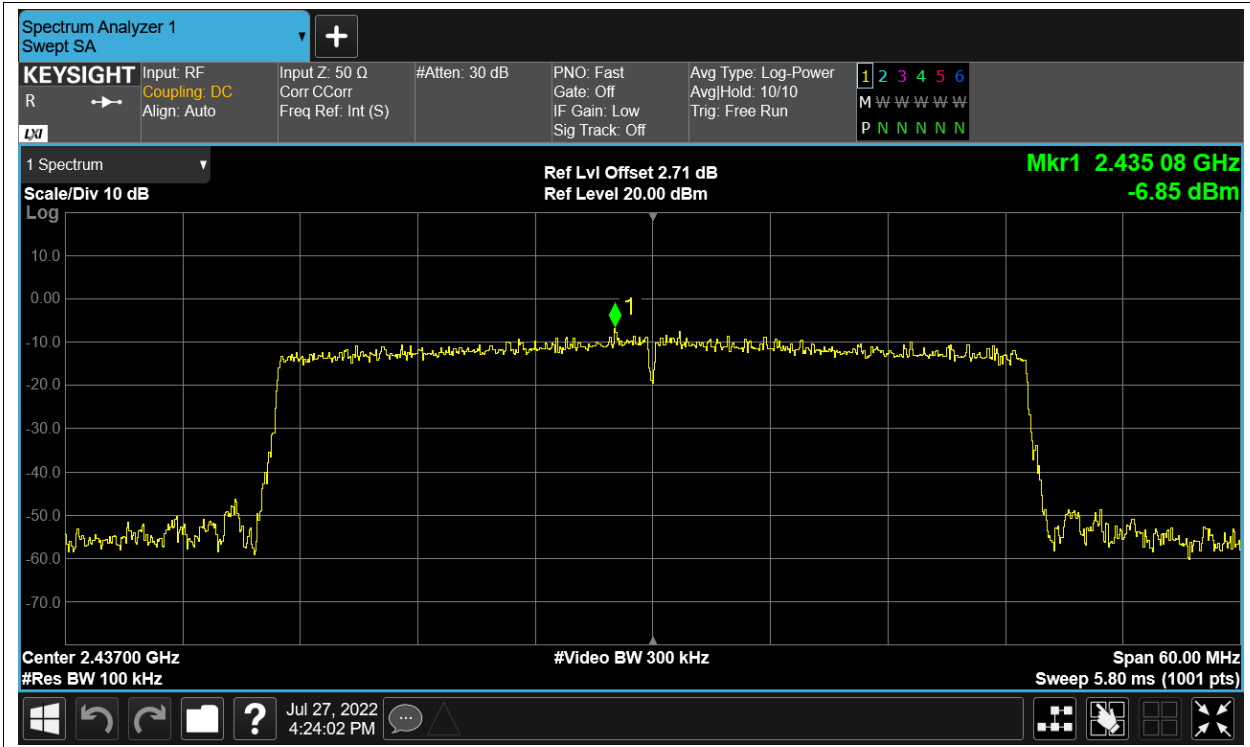 Spectrum Analyzer 1
Swept SA
KEYSIGHT
R
LXI
Input: RF
Coupling: DC
Align: Auto
Input Z: 50 Ω
Corr CCorr
Freq Ref: Int (S)
#Atten: 30 dB
PNO: Fast
Gate: Off
IF Gain: Low
Sig Track: Off
Avg Type: Log-Power
Avg|Hold: 10/10
Trig: Free Run
1 2 3 4 5 6
M W W W W W W
P N N N N N
1 Spectrum
Scale/Div 10 dB
Log
Ref Lvl Offset 2.71 dB
Ref Level 20.00 dBm
Mkr1 2.435 08 GHz
-6.85 dBm
10.0
0.00
-10.0
-20.0
-30.0
-40.0
-50.0
-60.0
-70.0
1
Center 2.43700 GHz
#Res BW 100 kHz
#Video BW 300 kHz
Span 60.00 MHz
Sweep 5.80 ms (1001 pts)
?
Jul 27, 2022
4:24:02 PM